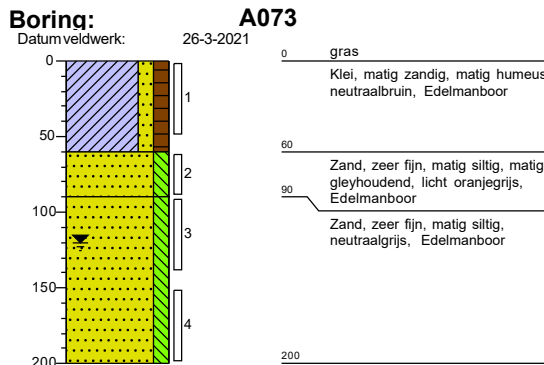 Boring: A073
Datum veldwerk: 26-3-2021
0
50
100
150
200
1
2
3
4
0 gras
Klei, matig zandig, matig humeus
neutraalbruin, Edelmanboor
60
Zand, zeer fijn, matig siltig, matig
gleyhoudend, licht oranjegrijs,
Edelmanboor
90
Zand, zeer fijn, matig siltig,
neutraalgrijs, Edelmanboor
200